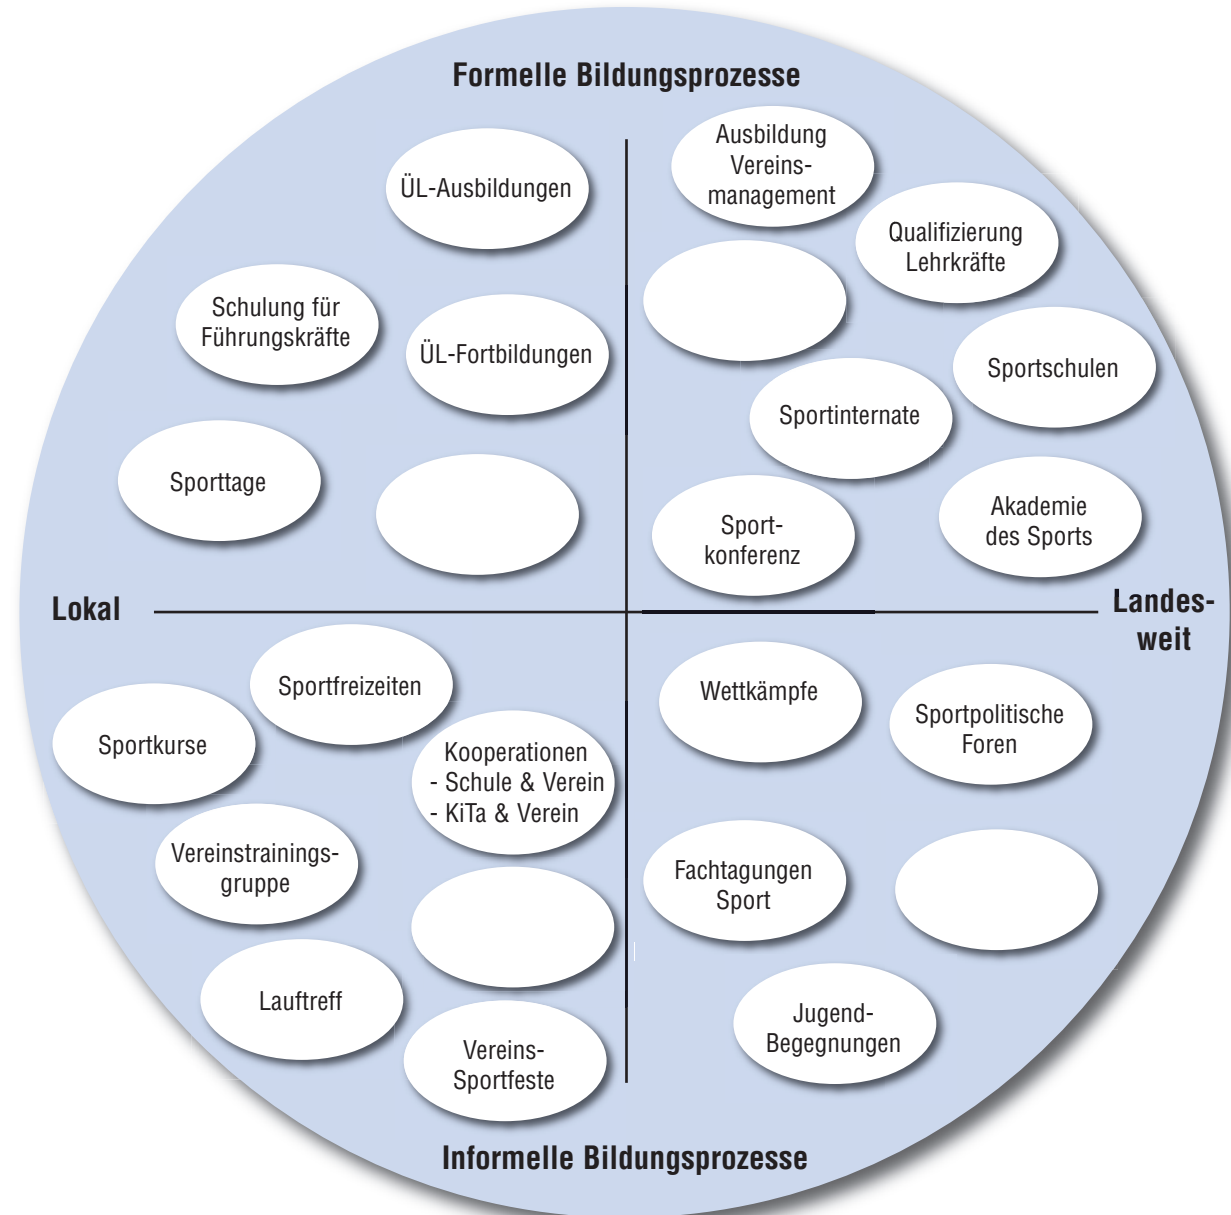 Formelle Bildungsprozesse
ÜL-Ausbildungen
Schulung für
Führungskräfte
ÜL-Fortbildungen
Sporttage
Ausbildung
Vereins-
management
Qualifizierung
Lehrkräfte
Sportschulen
Sportinternate
Sport-
konferenz
Akademie
des Sports
Lokal
Landes-
weit
Sportfreizeiten
Sportkurse
Kooperationen
- Schule & Verein
- KiTa & Verein
Vereinstrainings-
gruppe
Lauftreff
Vereins-
Sportfeste
Wettkämpfe
Sportpolitische
Foren
Fachtagungen
Sport
Jugend-
Begegnungen
Informelle Bildungsprozesse